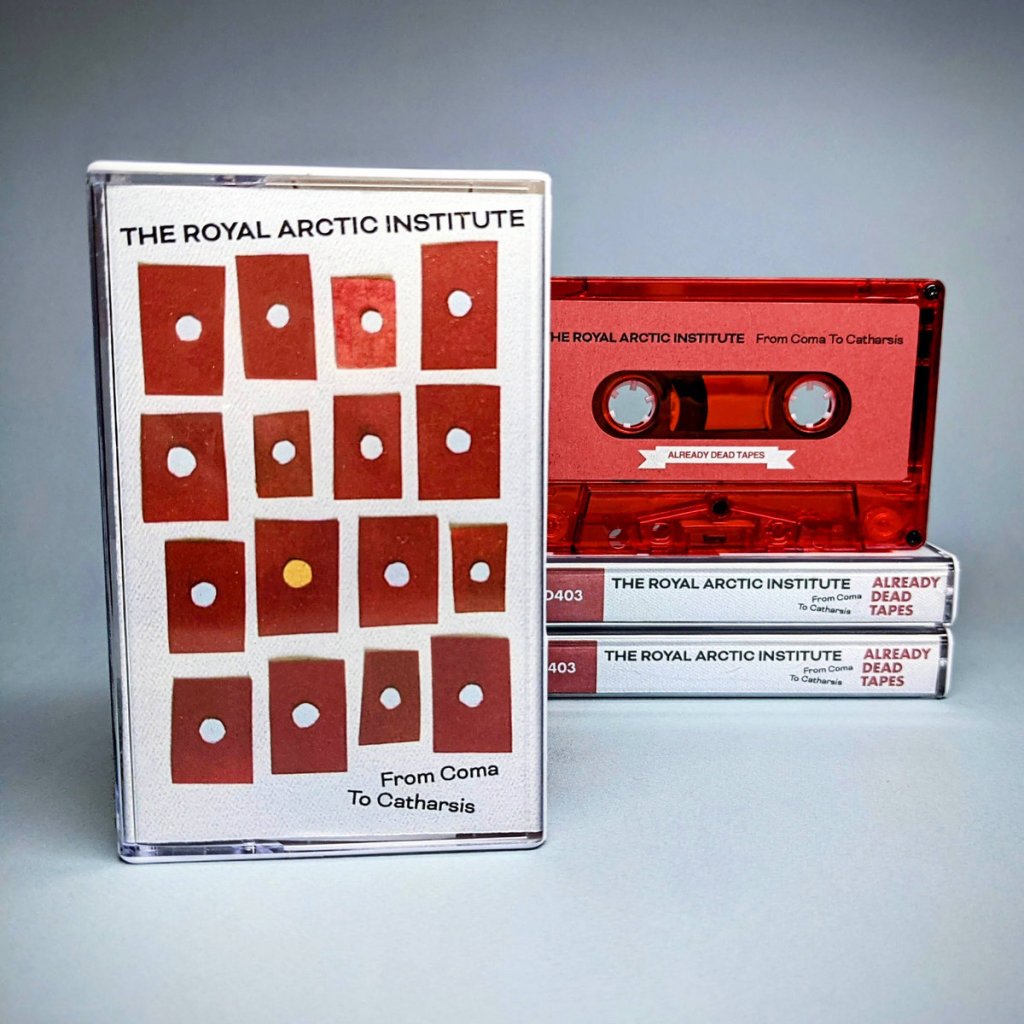 THE ROYAL ARCTIC INSTITUTE
From Coma
To Catharsis
HE ROYAL ARCTIC INSTITUTE From Coma To Catharsis
ALREADY DEAD TAPES
403
THE ROYAL ARCTIC INSTITUTE
From Coma
To Catharsis
ALREADY
DEAD
TAPES
403
THE ROYAL ARCTIC INSTITUTE
From Coma
To Catharsis
ALREADY
DEAD
TAPES